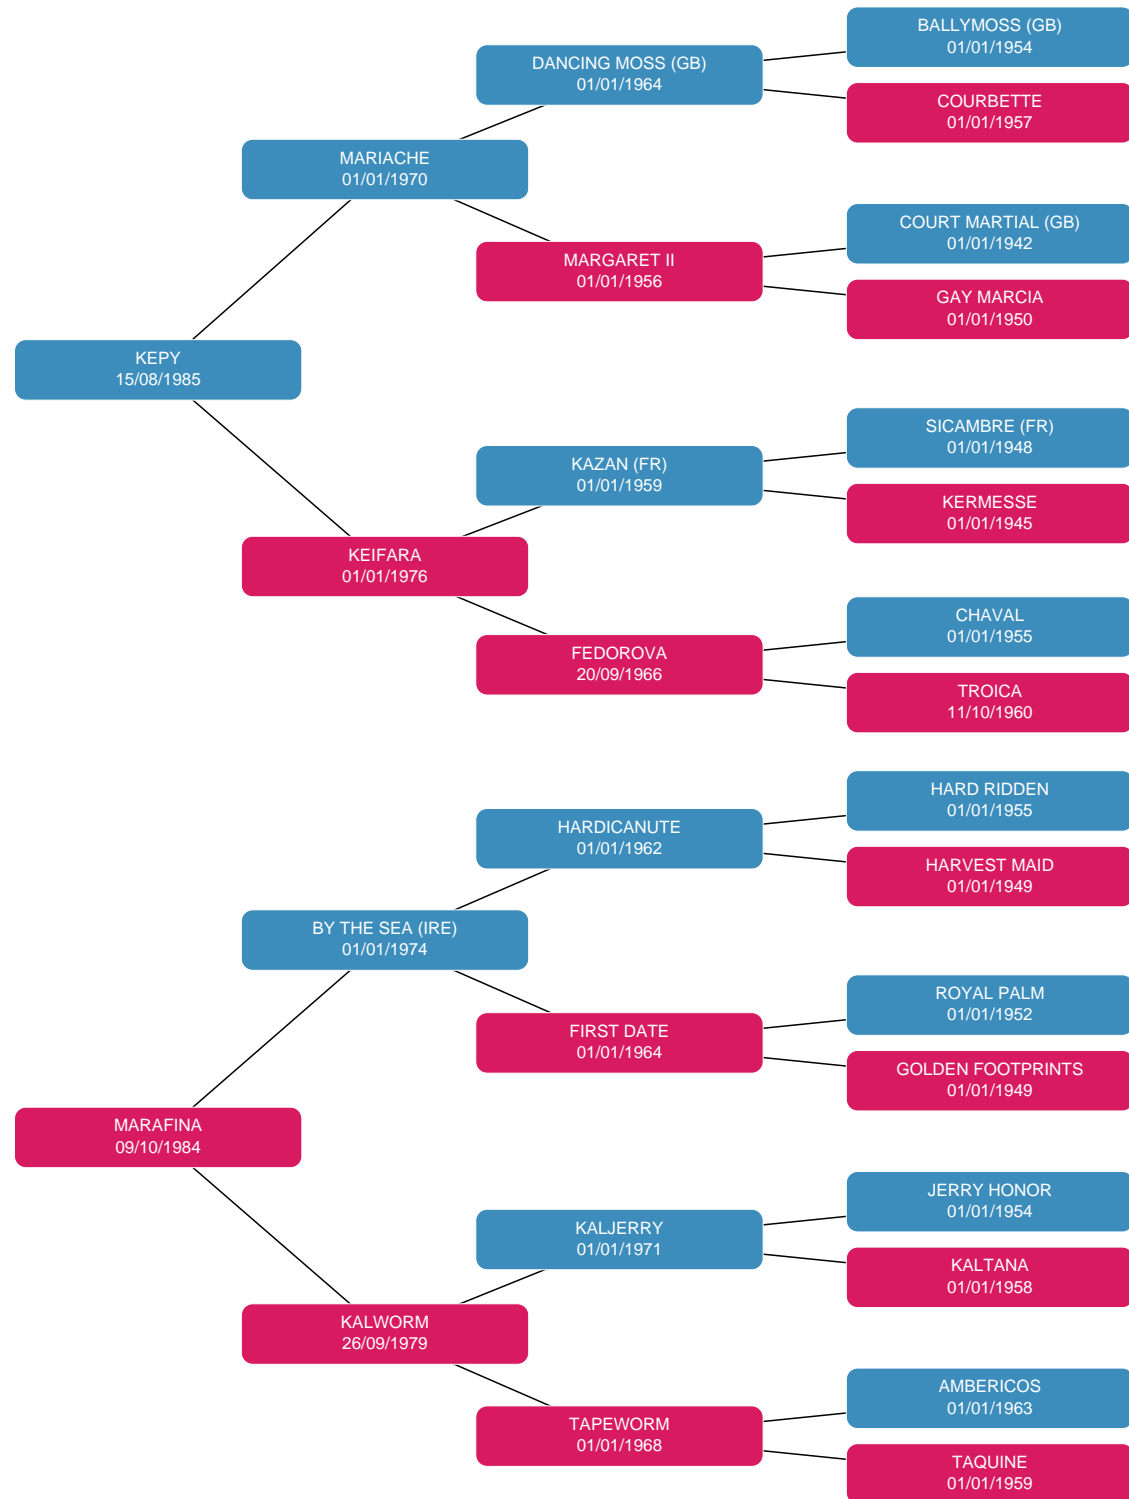 BALLYMOSS (GB)
01/01/1954
DANCING MOSS (GB)
01/01/1964
COURBETTE
01/01/1957
MARIACHE
01/01/1970
COURT MARTIAL (GB)
01/01/1942
MARGARET II
01/01/1956
GAY MARCIA
01/01/1950
KEPY
15/08/1985
SICAMBRE (FR)
01/01/1948
KAZAN (FR)
01/01/1959
KERMESSE
01/01/1945
KEIFARA
01/01/1976
CHAVAL
01/01/1955
FEDOROVA
20/09/1966
TROICA
11/10/1960
HARD RIDDEN
01/01/1955
HARDICANUTE
01/01/1962
HARVEST MAID
01/01/1949
BY THE SEA (IRE)
01/01/1974
ROYAL PALM
01/01/1952
FIRST DATE
01/01/1964
GOLDEN FOOTPRINTS
01/01/1949
MARAFINA
09/10/1984
JERRY HONOR
01/01/1954
KALJERRY
01/01/1971
KALTANA
01/01/1958
KALWORM
26/09/1979
AMBERICOS
01/01/1963
TAPEWORM
01/01/1968
TAQUINE
01/01/1959